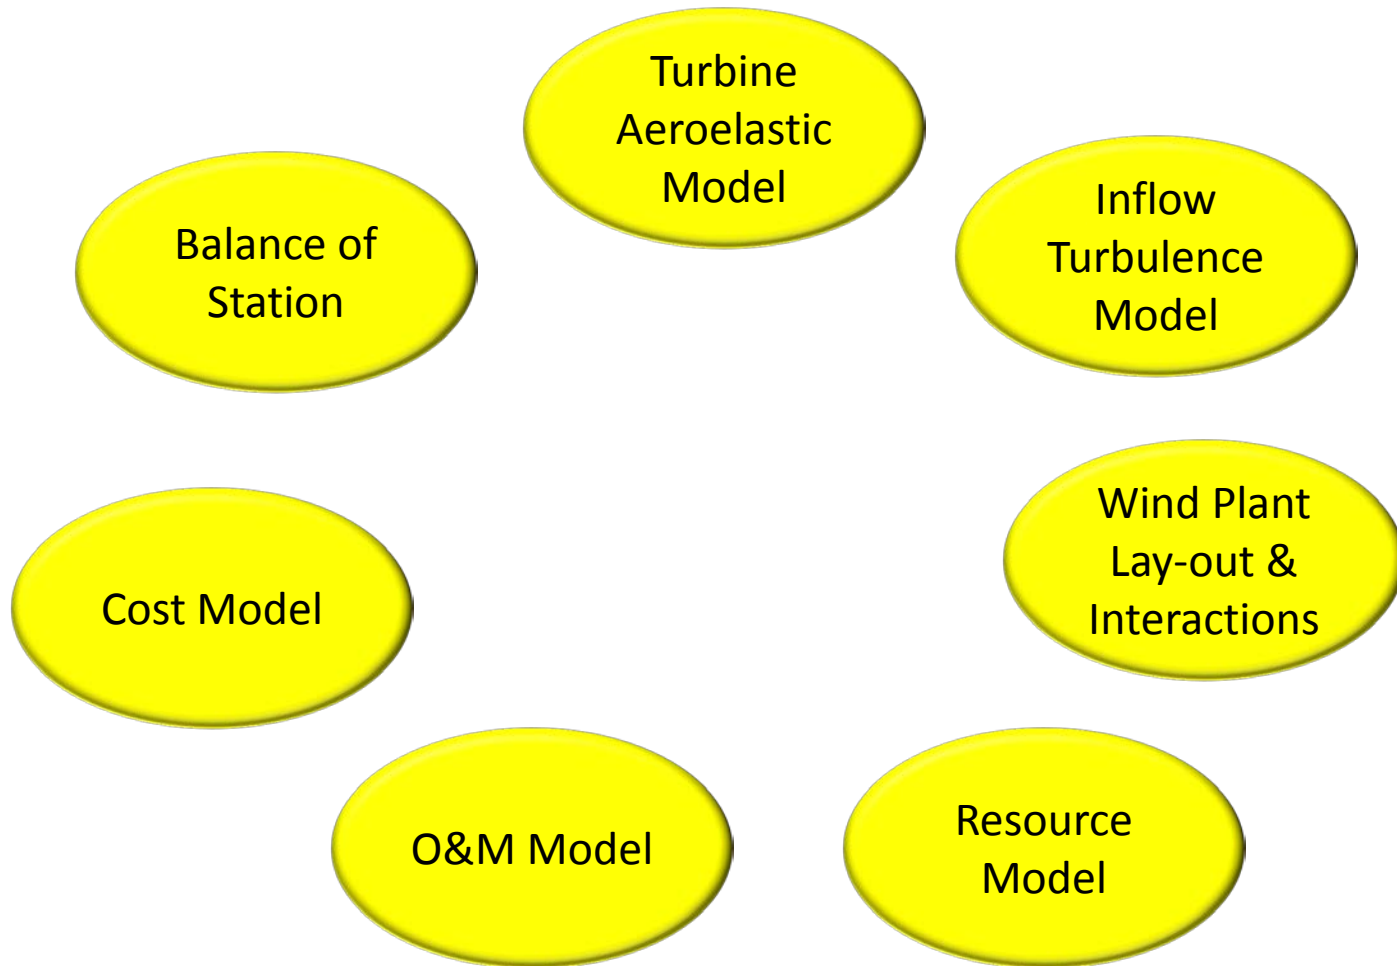 Turbine
Aeroelastic
Model
Inflow
Turbulence
Model
Balance of
Station
Wind Plant
Lay-out &
Interactions
Cost Model
O&M Model
Resource
Model